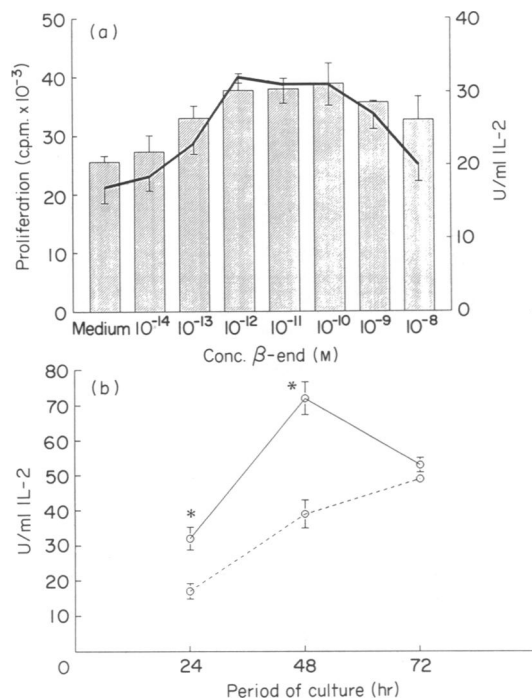 (a)
Proliferation (c.p.m. x 10⁻³)
50
40
30
20
10
0
40
30
20
10
0
U/ml IL-2
Medium 10⁻¹⁴ 10⁻¹³ 10⁻¹² 10⁻¹¹ 10⁻¹⁰ 10⁻⁹ 10⁻⁸
Conc. β-end (M)
(b)
U/ml IL-2
80
70
60
50
40
30
20
10
0
*
*
24 48 72
Period of culture (hr)